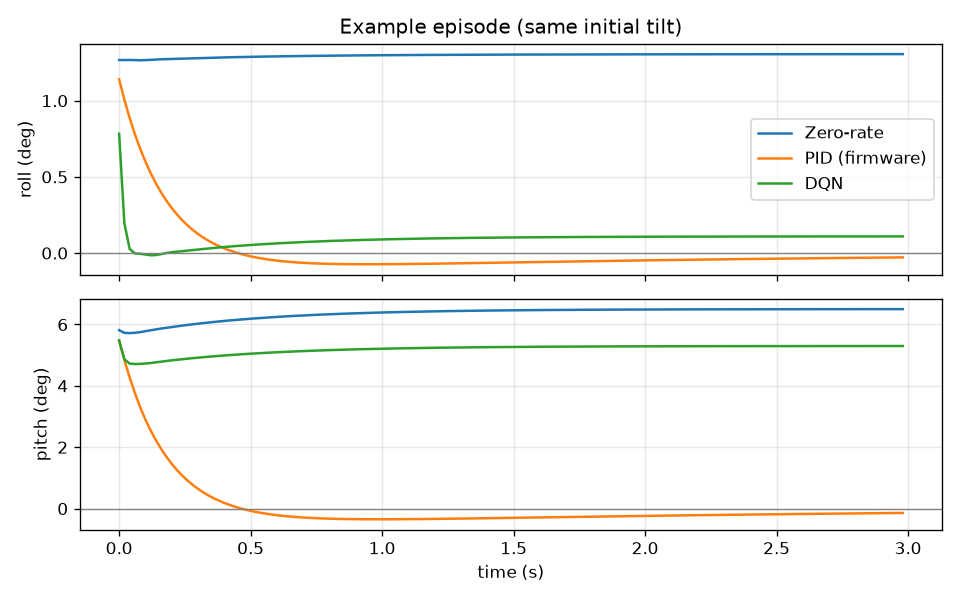 Example episode (same initial tilt)
1.0
0.5
0.0
roll (deg)
Zero-rate
PID (firmware)
DQN
6
4
2
0
pitch (deg)
0.0 0.5 1.0 1.5 2.0 2.5 3.0
time (s)